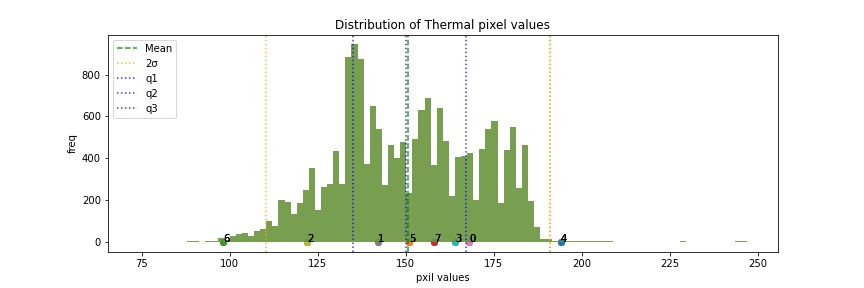 Distribution of Thermal pixel values
Mean
2σ
q1
q2
q3
freq
800
600
400
200
0
6 2 1 5 7 3 0 4
75 100 125 150 175 200 225 250
pxil values